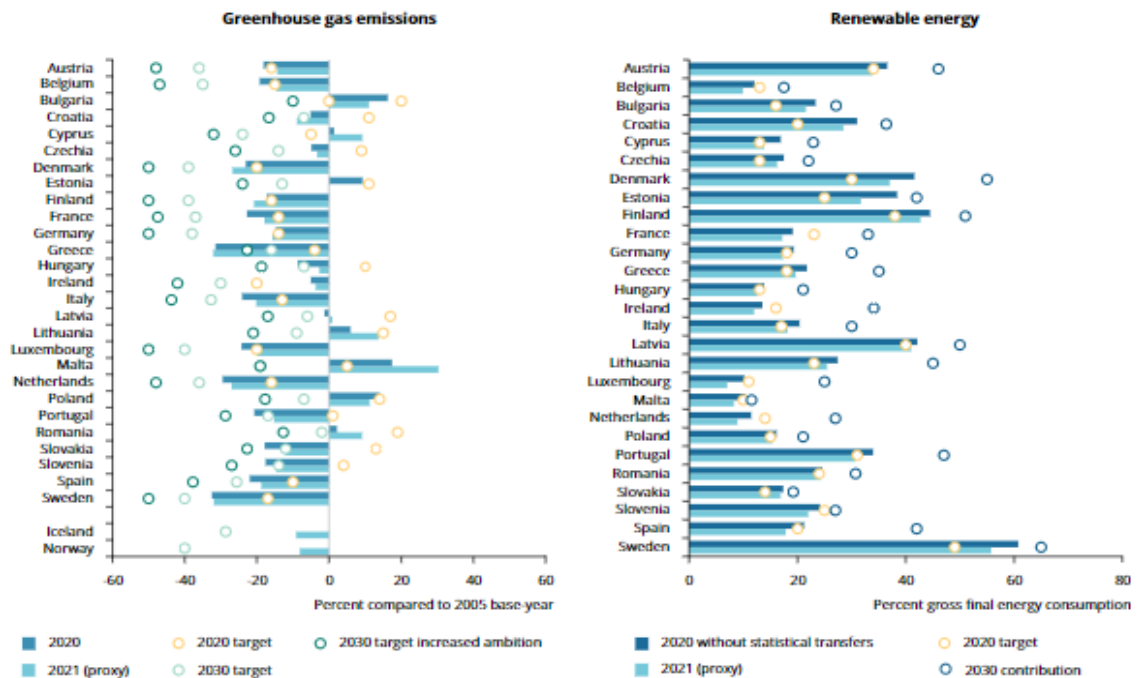 Greenhouse gas emissions
Austria
Belgium
Bulgaria
Croatia
Cyprus
Czechia
Denmark
Estonia
Finland
France
Germany
Greece
Hungary
Ireland
Italy
Latvia
Lithuania
Luxembourg
Malta
Netherlands
Poland
Portugal
Romania
Slovakia
Slovenia
Spain
Sweden
Iceland
Norway
-60 -40 -20 0 20 40 60
Percent compared to 2005 base-year
2020
2020 target
2030 target increased ambition
2021 (proxy)
2030 target
Renewable energy
Austria
Belgium
Bulgaria
Croatia
Cyprus
Czechia
Denmark
Estonia
Finland
France
Germany
Greece
Hungary
Ireland
Italy
Latvia
Lithuania
Luxembourg
Malta
Netherlands
Poland
Portugal
Romania
Slovakia
Slovenia
Spain
Sweden
0 20 40 60 80
Percent gross final energy consumption
2020 without statistical transfers
2020 target
2021 (proxy)
2030 contribution